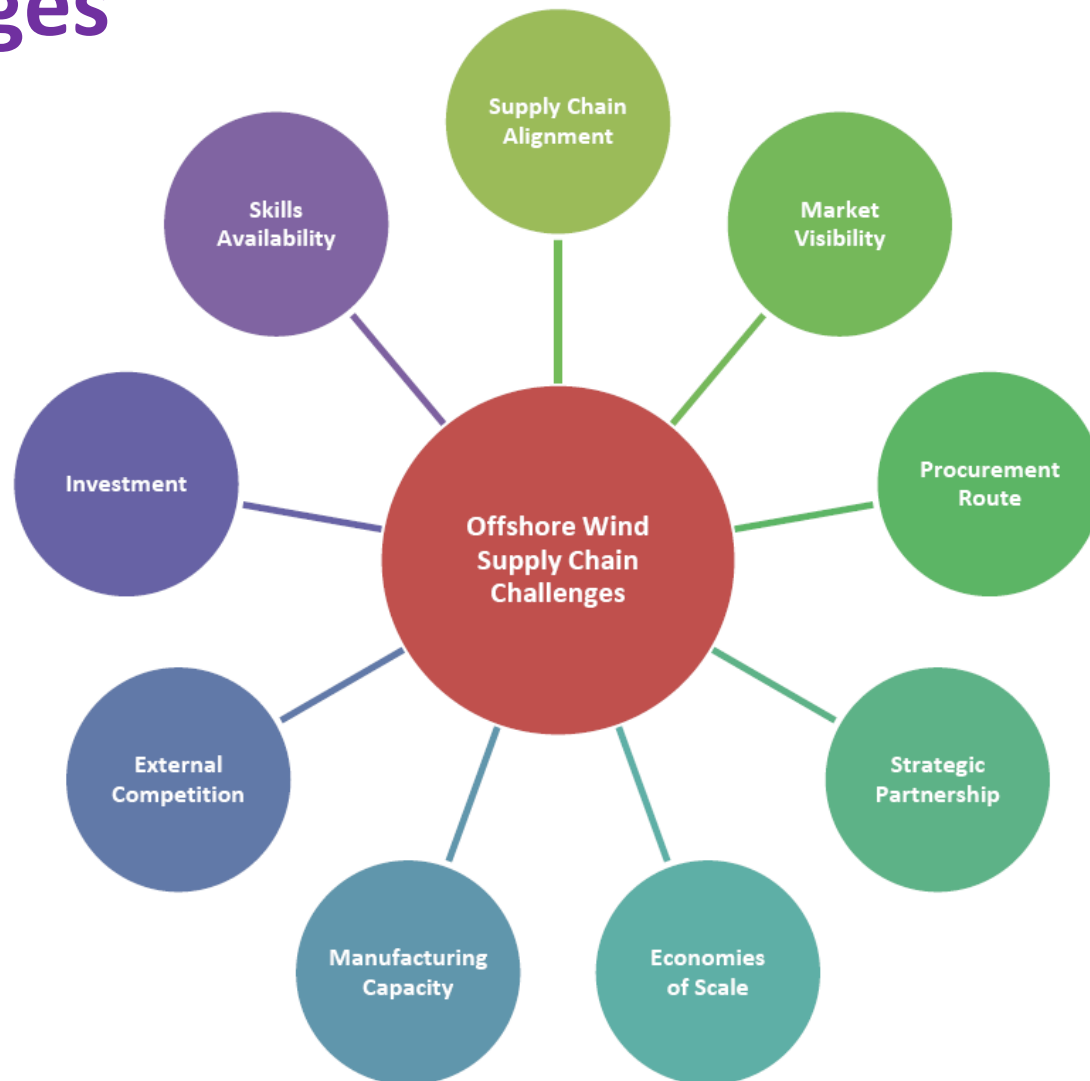 ges
Supply Chain
Alignment
Market
Visibility
Procurement
Route
Strategic
Partnership
Economies
of Scale
Manufacturing
Capacity
External
Competition
Investment
Skills
Availability
Offshore Wind
Supply Chain
Challenges